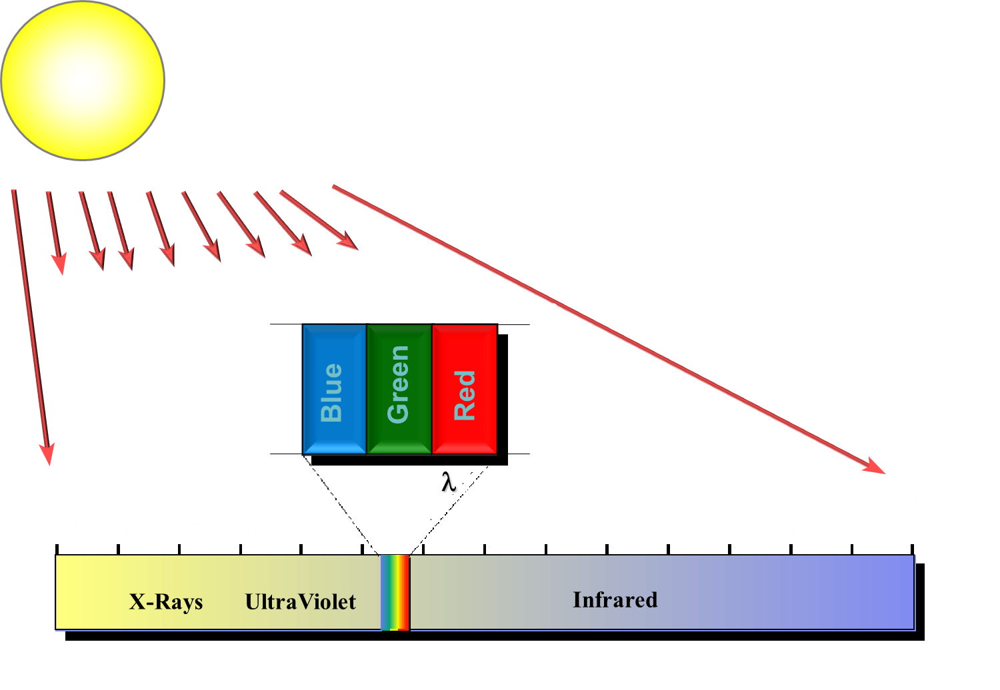 Blue
Green
Red
λ
X-Rays
UltraViolet
Infrared